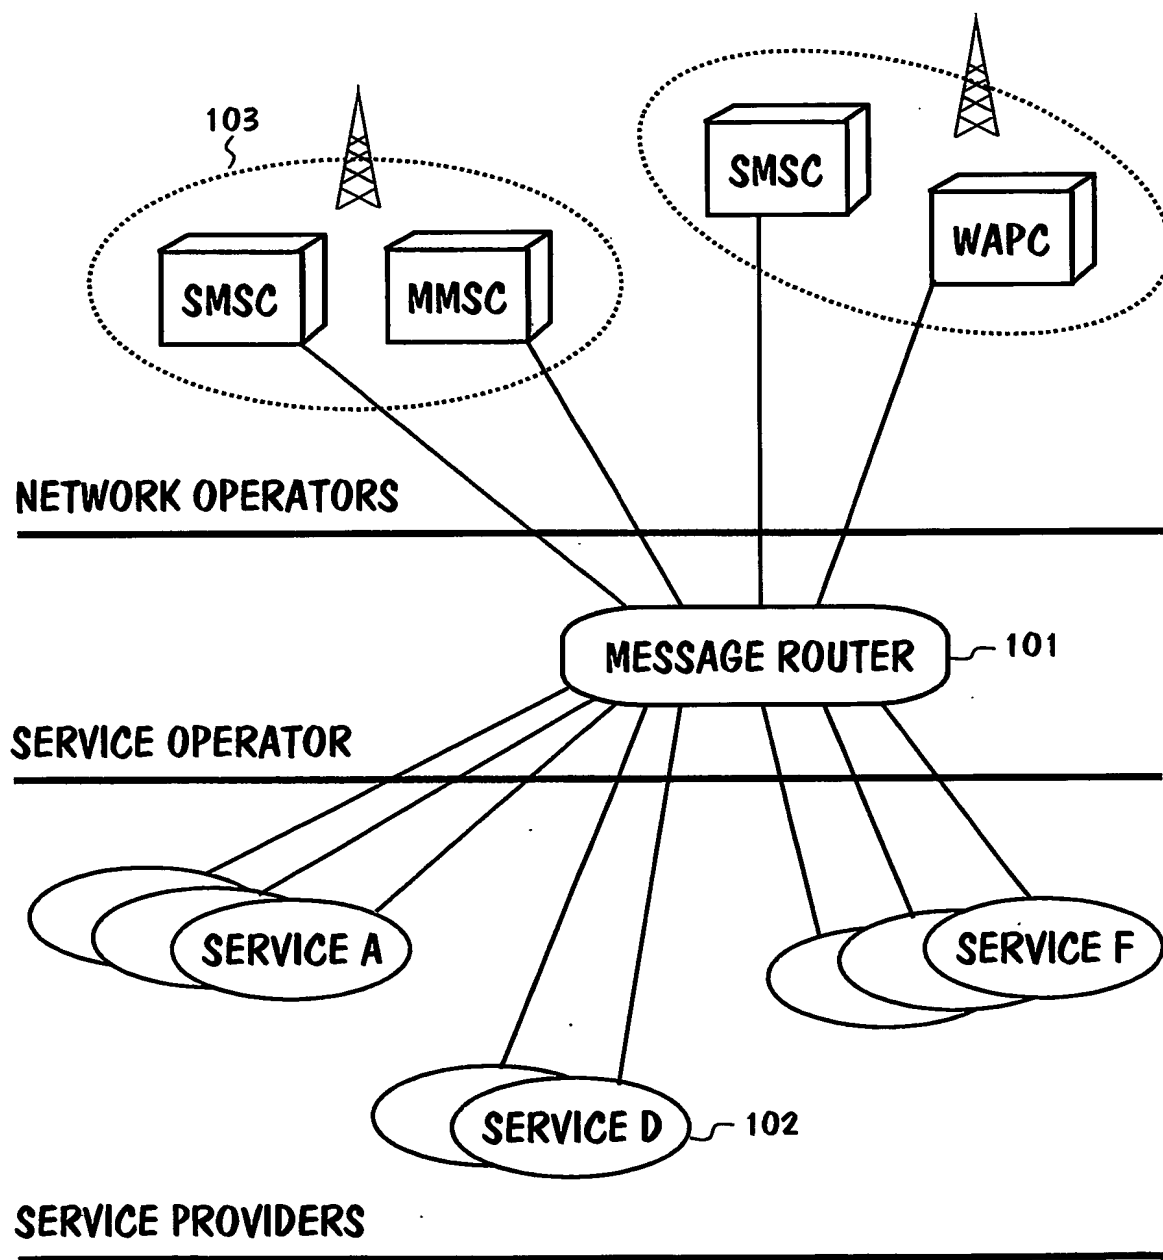 103
SMSC
WAPC
SMSC
MMSC
NETWORK OPERATORS
MESSAGE ROUTER
101
SERVICE OPERATOR
SERVICE A
SERVICE F
SERVICE D
102
SERVICE PROVIDERS